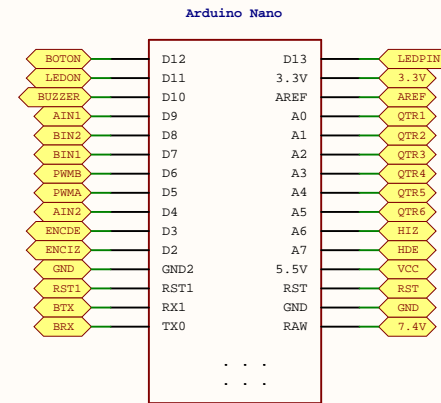 Arduino Nano
BOTON D12 D13 LEDPIN
LEDON D11 3.3V 3.3V
BUZZER D10 AREF AREF
AIN1 D9 A0 QTR1
BIN2 D8 A1 QTR2
BIN1 D7 A2 QTR3
PWMB D6 A3 QTR4
PWMA D5 A4 QTR5
AIN2 D4 A5 QTR6
ENCDE D3 A6 HIZ
ENCIZ D2 A7 HDE
GND GND2 5.5V VCC
RST1 RST1 RST RST
BTX RX1 GND GND
BRX TX0 RAW 7.4V
. . .
. . .